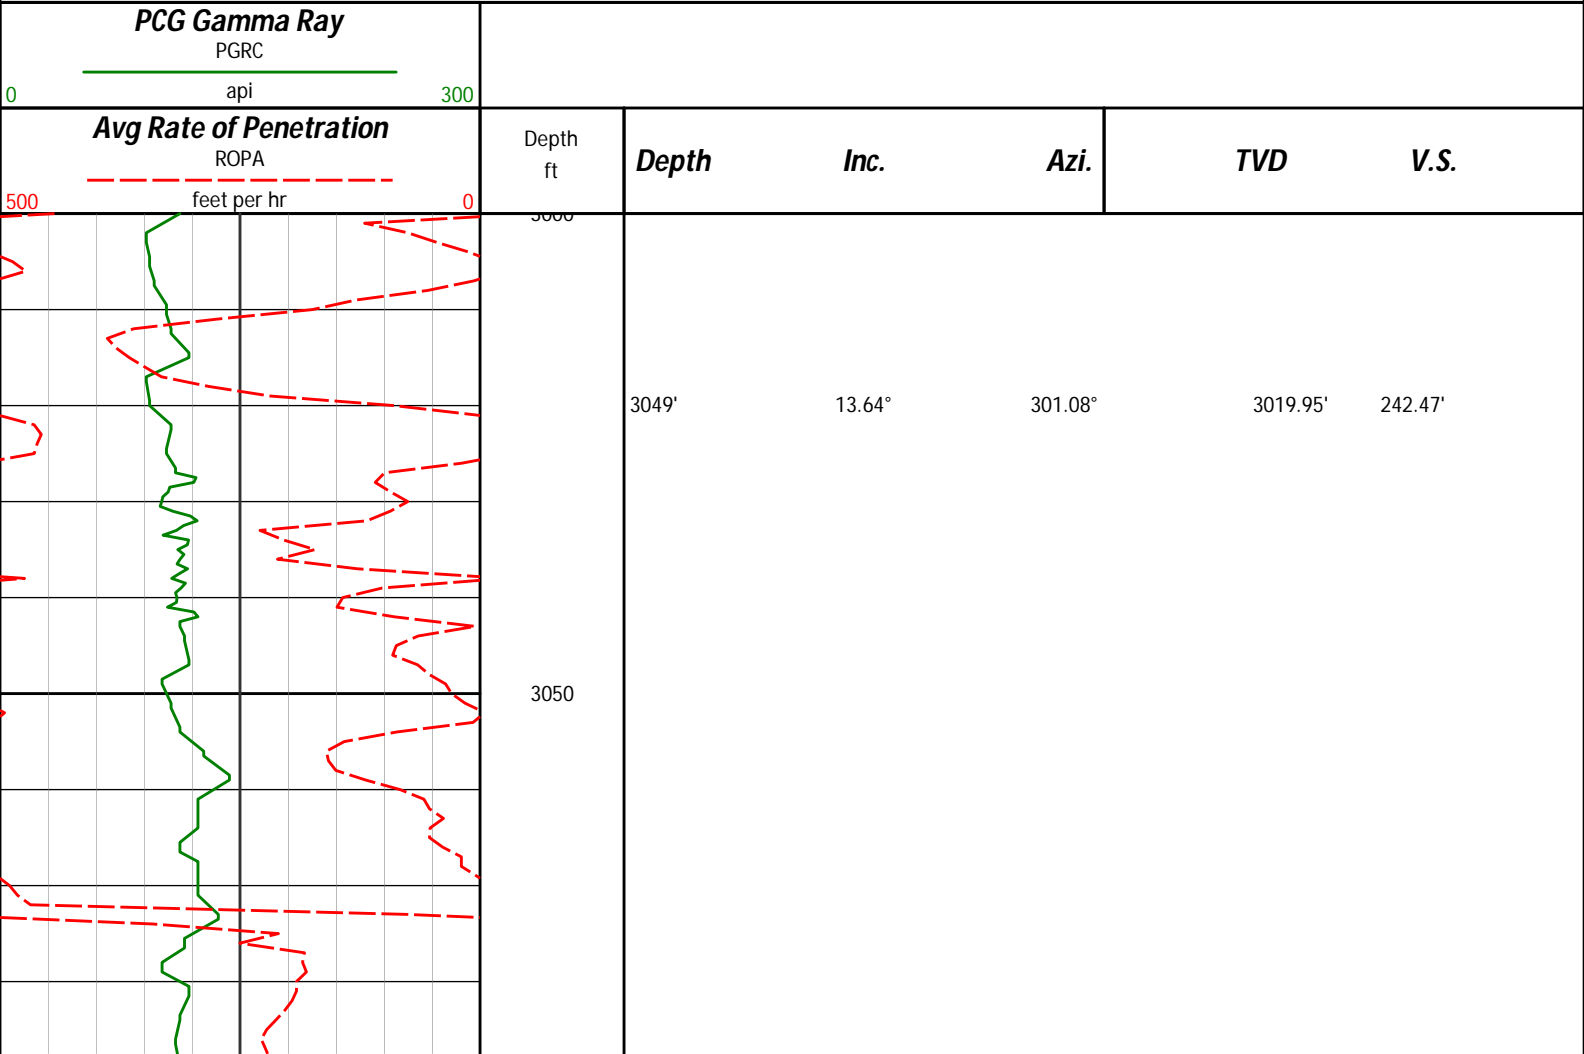 PCG Gamma Ray
PGRC
0 api 300
Avg Rate of Penetration
ROPA
500 feet per hr 0
Depth
ft
Depth Inc. Azi. TVD V.S.
3000
3049' 13.64° 301.08° 3019.95' 242.47'
3050